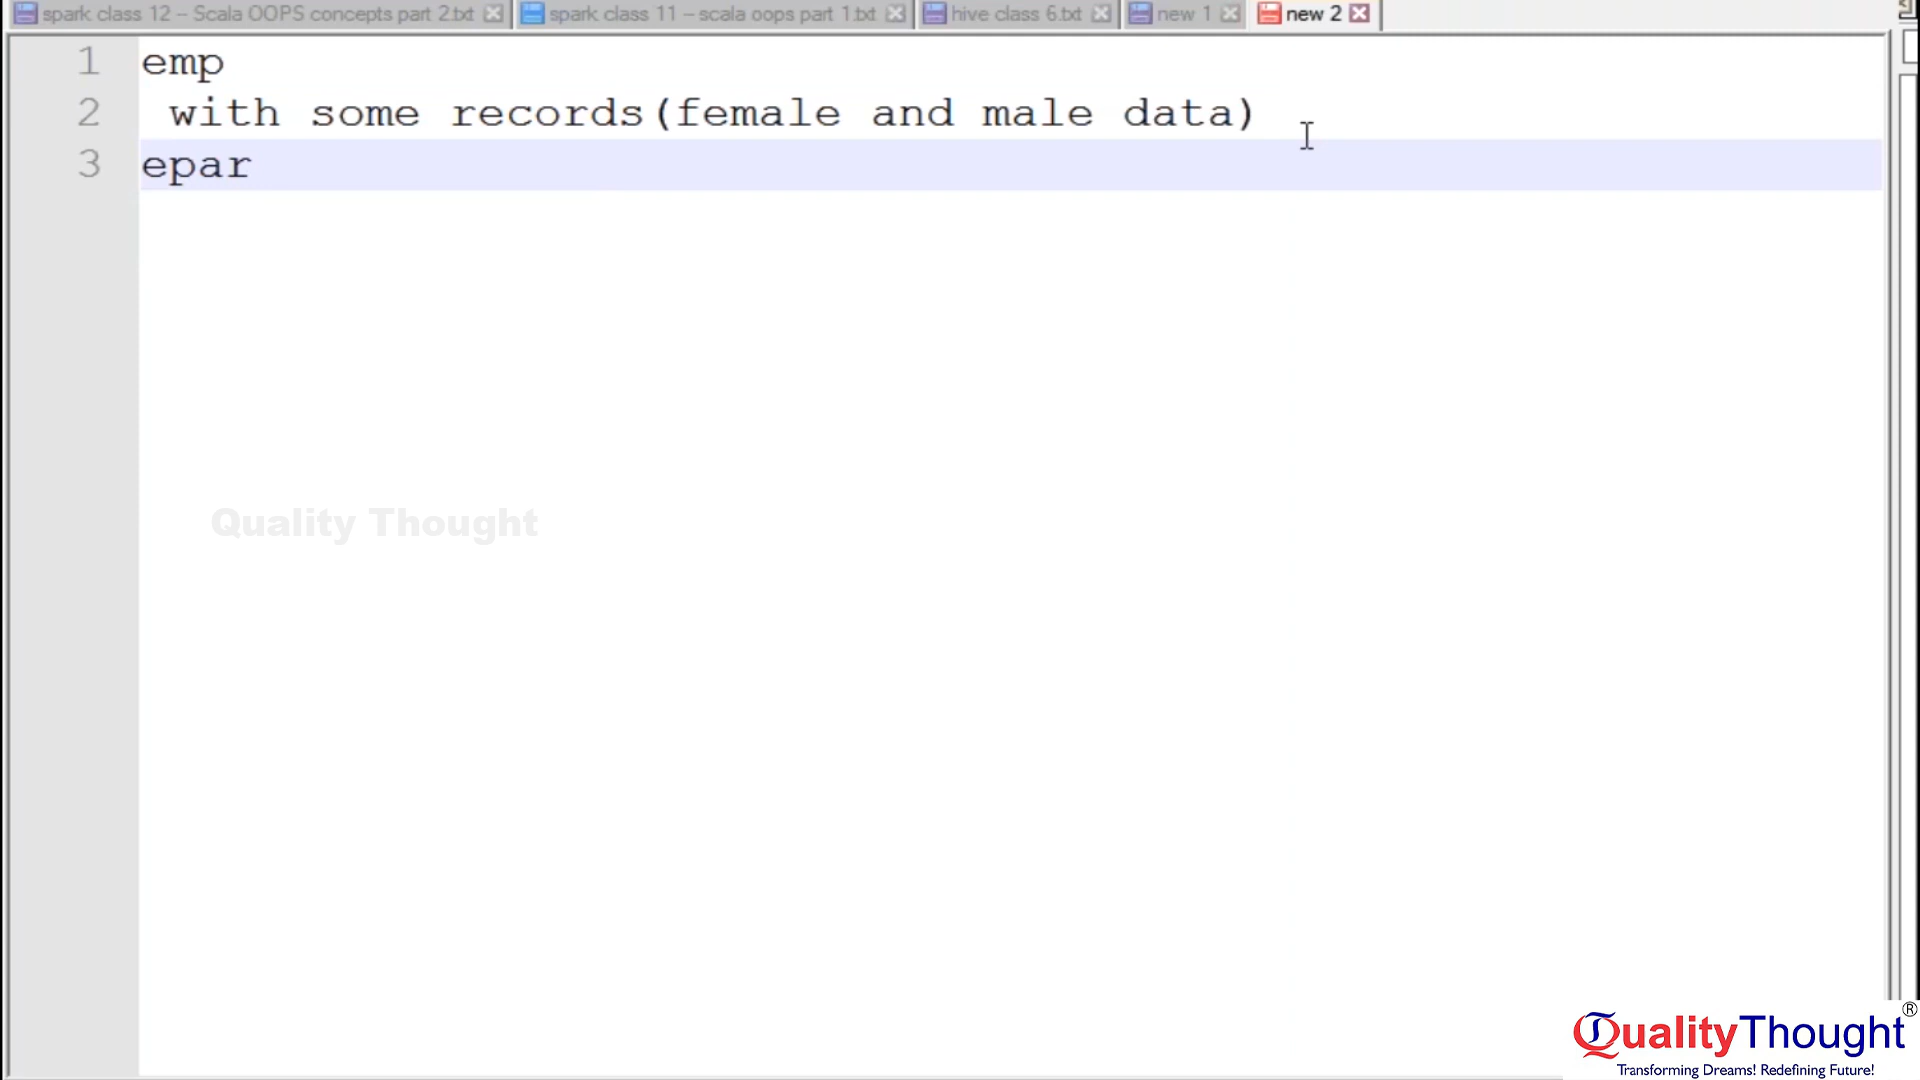 spark class 12 – Scala OOPS concepts part 2.txt spark class 11 – scala oops part 1.txt hive class 6.txt new 1 new 2
1 emp
2 with some records(female and male data)
3 epar
Quality Thought
QualityThought®
Transforming Dreams! Redefining Future!